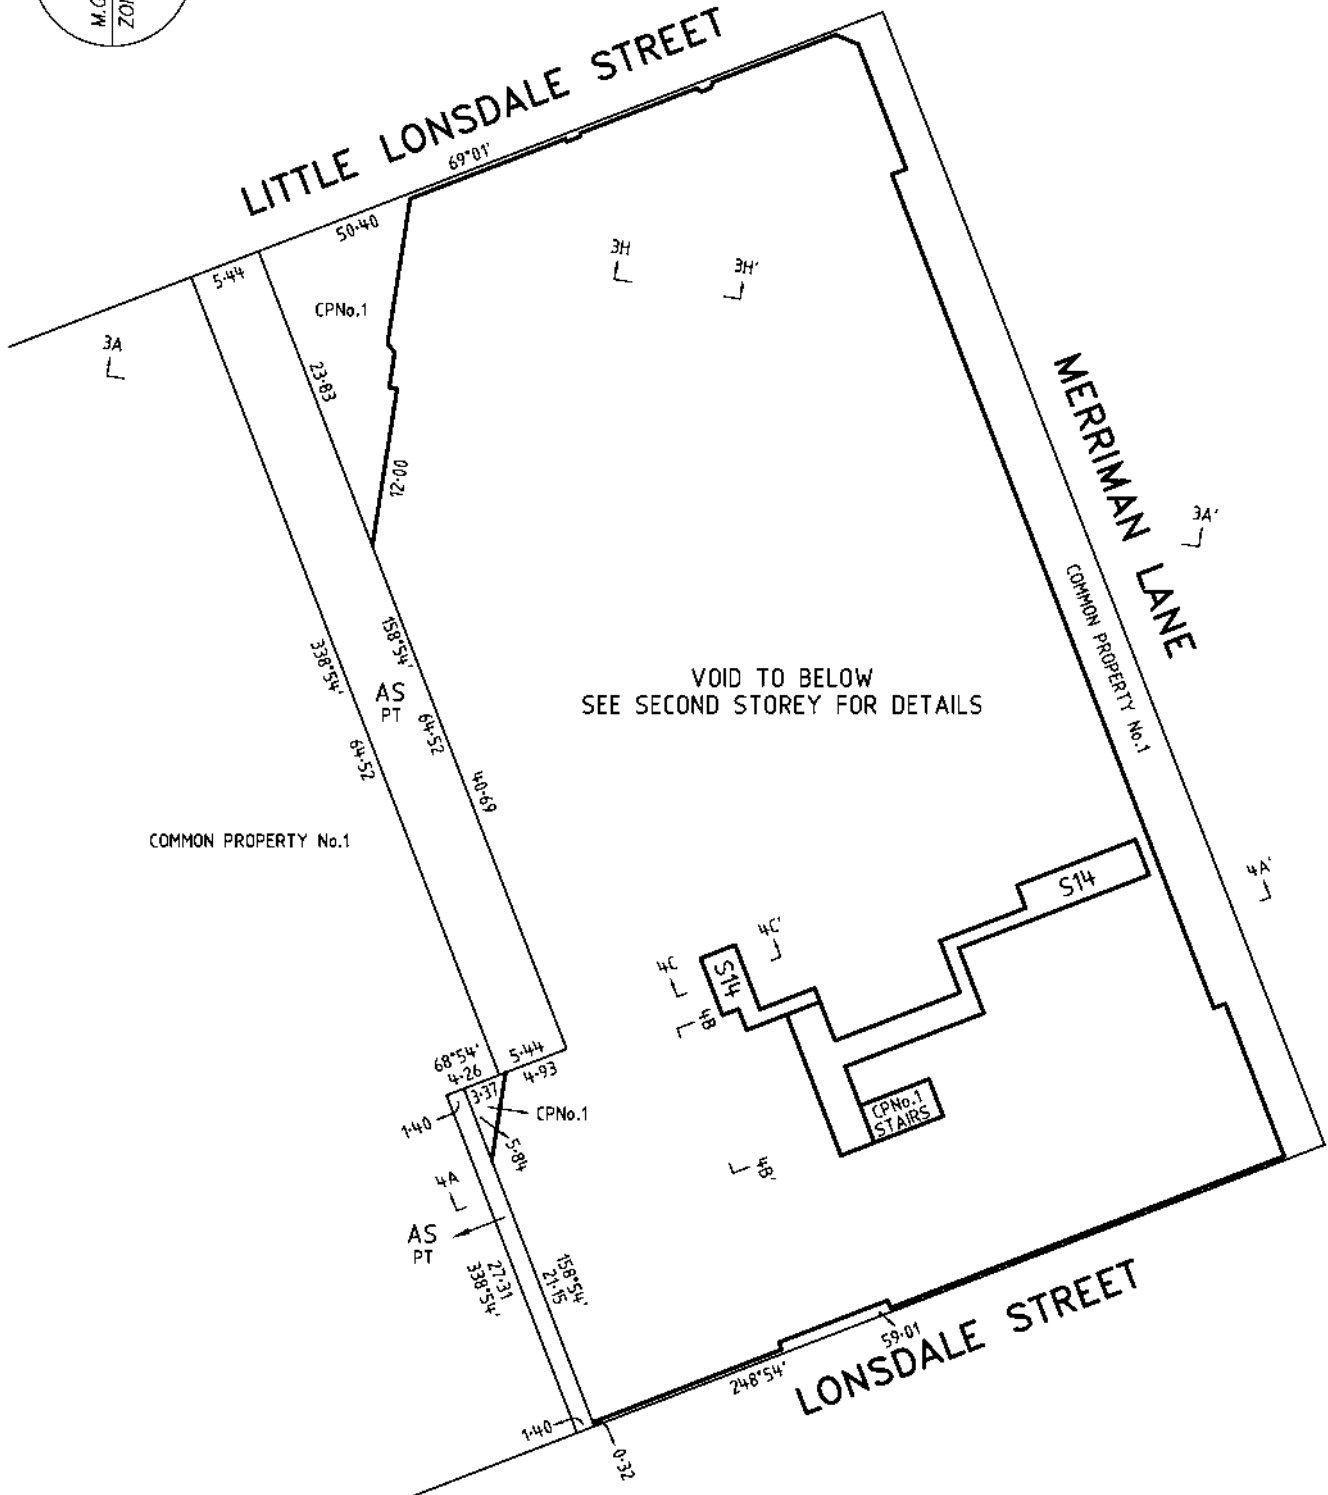 M.G
ZON
LITTLE LONSDALE STREET
69°01'
50·40
5·44
3H
3H'
CPNo.1
3A
23·83
12·00
MERRIMAN LANE
3A'
COMMON PROPERTY No.1
158°54'
338°54'
AS
PT
64·52
64·52
40·69
VOID TO BELOW
SEE SECOND STOREY FOR DETAILS
COMMON PROPERTY No.1
S14
4A'
4C'
4C
S14
4B
68°54'
4·26
5·44
4·93
3·37
CPNo.1
1·40
5·84
CPNo.1
STAIRS
4B'
4A
AS
PT
27·31
338°54'
158°54'
21·15
59·01
248°54'
LONSDALE STREET
1·40
0·32